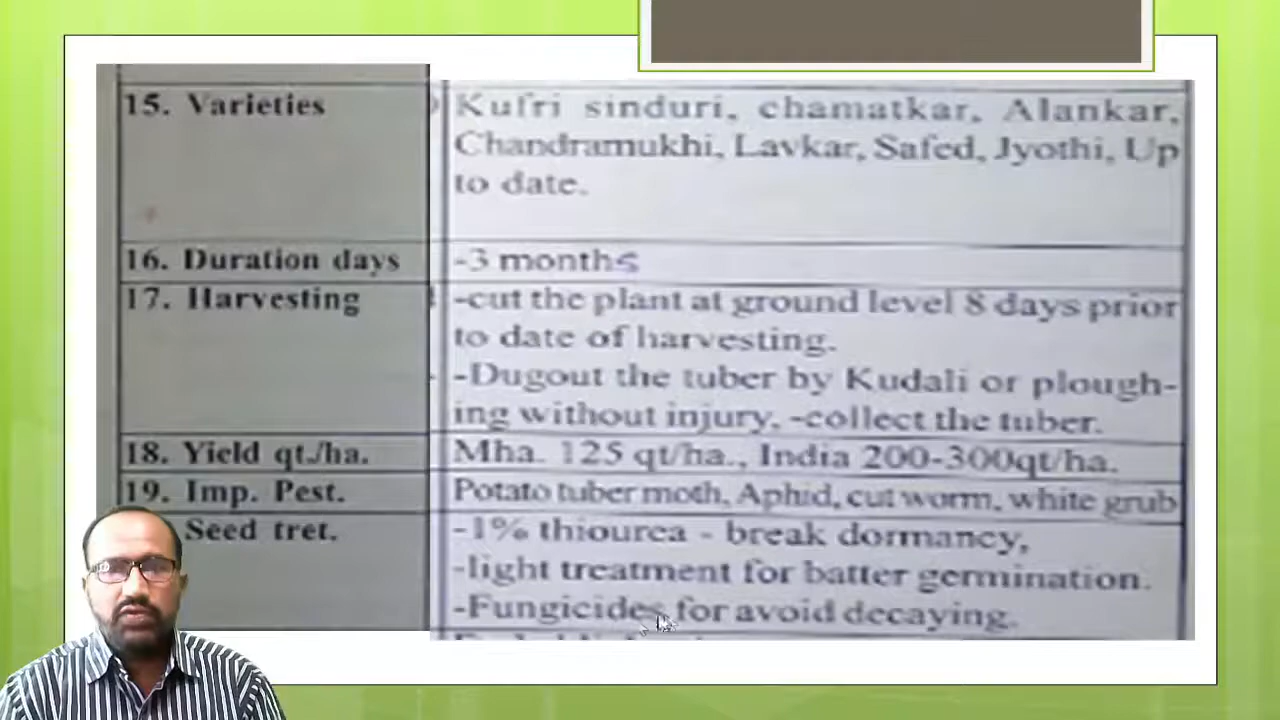 15. Varieties
Kufri sinduri, chamatkar, Alankar,
Chandramukhi, Lavkar, Safed, Jyothi, Up
to date.
16. Duration days
-3 months
17. Harvesting
-cut the plant at ground level 8 days prior
to date of harvesting.
-Dugout the tuber by Kudali or plough-
ing without injury. -collect the tuber.
18. Yield qt./ha.
Mha. 125 qt/ha., India 200-300qt/ha.
19. Imp. Pest.
Potato tuber moth, Aphid, cut worm, white grub
Seed tret.
-1% thiourea - break dormancy,
-light treatment for batter germination.
-Fungicides for avoid decaying.